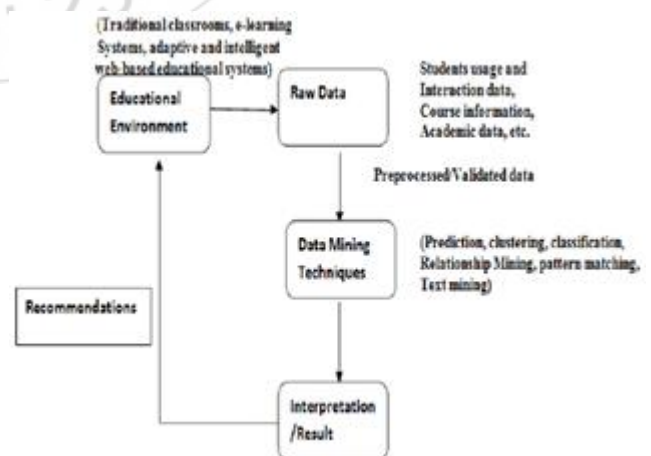 (Traditional classrooms, e-learning
Systems, adaptive and intelligent
web-based educational systems)
Educational
Environment
Raw Data
Students usage and
Interaction data,
Course information,
Academic data, etc.
Preprocessed/Validated data
Data Mining
Techniques
(Prediction, clustering, classification,
Relationship Mining, pattern matching,
Text mining)
Recommendations
Interpretation
/Result